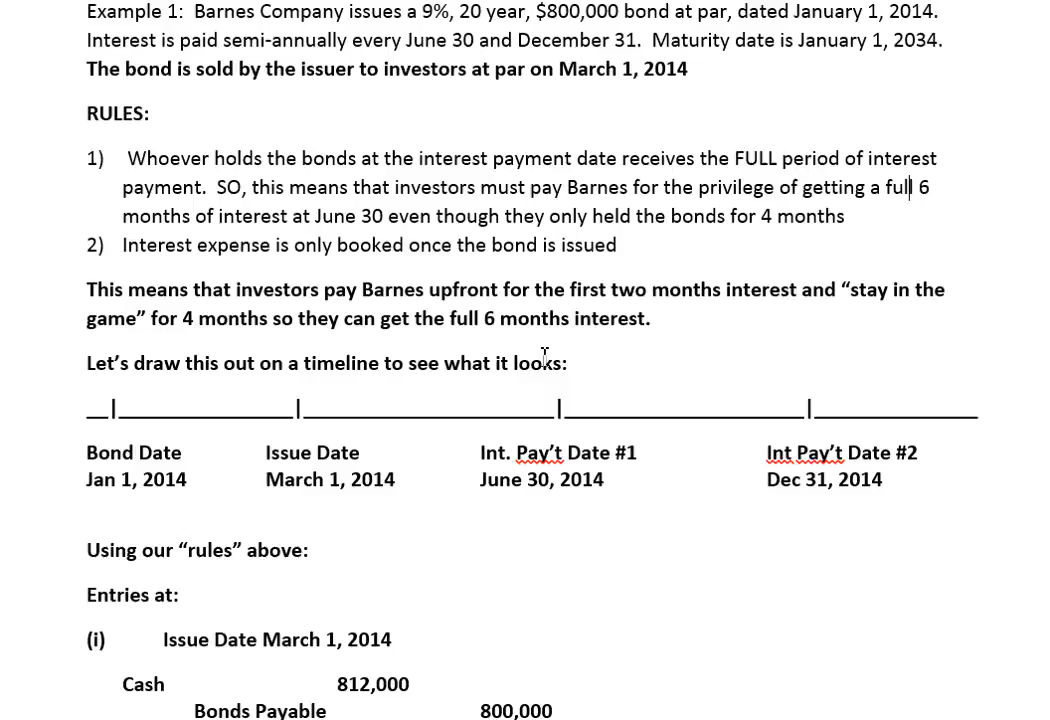 Example 1:  Barnes Company issues a 9%, 20 year, $800,000 bond at par, dated January 1, 2014.
Interest is paid semi-annually every June 30 and December 31.  Maturity date is January 1, 2034.
The bond is sold by the issuer to investors at par on March 1, 2014
RULES:
1)  Whoever holds the bonds at the interest payment date receives the FULL period of interest
payment.  SO, this means that investors must pay Barnes for the privilege of getting a full 6
months of interest at June 30 even though they only held the bonds for 4 months
2)  Interest expense is only booked once the bond is issued
This means that investors pay Barnes upfront for the first two months interest and “stay in the
game” for 4 months so they can get the full 6 months interest.
Let’s draw this out on a timeline to see what it looks:
Bond Date   Issue Date   Int. Pay’t Date #1   Int Pay’t Date #2
Jan 1, 2014   March 1, 2014   June 30, 2014   Dec 31, 2014
Using our “rules” above:
Entries at:
(i)   Issue Date March 1, 2014
Cash   812,000
Bonds Payable   800,000